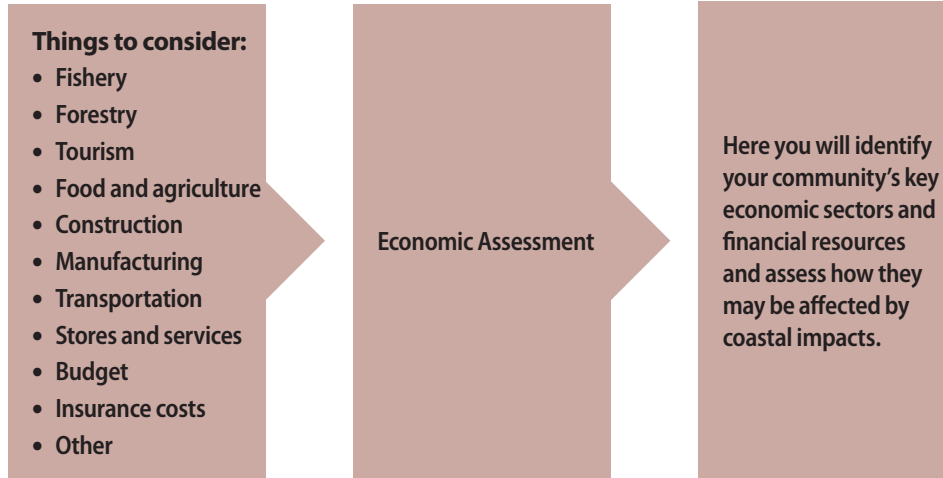 Things to consider:
• Fishery
• Forestry
• Tourism
• Food and agriculture
• Construction
• Manufacturing
• Transportation
• Stores and services
• Budget
• Insurance costs
• Other
Economic Assessment
Here you will identify
your community’s key
economic sectors and
financial resources
and assess how they
may be affected by
coastal impacts.